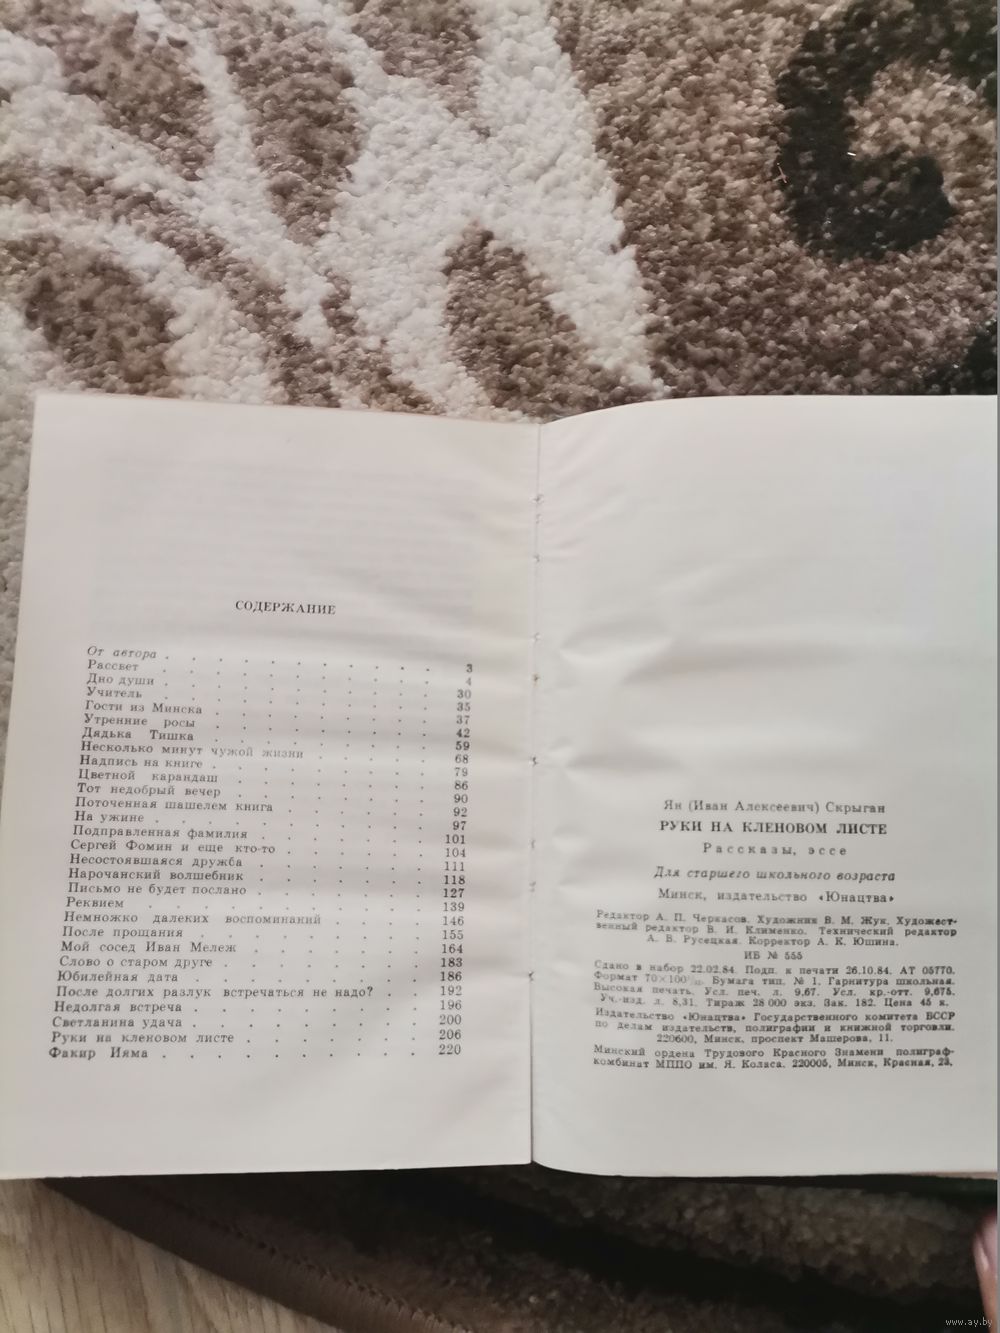 СОДЕРЖАНИЕ
От автора . . . . . . . . . . 3
Рассвет . . . . . . . . . . 4
Дно души . . . . . . . . . . 30
Учитель . . . . . . . . . . 35
Гости из Минска . . . . . . . . . 37
Утренние росы . . . . . . . . . 42
Дядька Тишка . . . . . . . . . 59
Несколько минут чужой жизни . . . . . 68
Надпись на книге . . . . . . . . 79
Цветной карандаш . . . . . . . . 86
Тот недобрый вечер . . . . . . . . 90
Поточенная шашелем книга . . . . . . 92
На ужине . . . . . . . . . . 97
Подправленная фамилия . . . . . . . 101
Сергей Фомин и еще кто-то . . . . . . 104
Несостоявшаяся дружба . . . . . . . 111
Нарочанский волшебник . . . . . . . 118
Письмо не будет послано . . . . . . . 127
Реквием . . . . . . . . . . 139
Немножко далеких воспоминаний . . . . 146
После прощания . . . . . . . . . 155
Мой сосед Иван Мележ . . . . . . . 164
Слово о старом друге . . . . . . . . 183
Юбилейная дата . . . . . . . . . 186
После долгих разлук встречаться не надо? . . . 192
Недолгая встреча . . . . . . . . 196
Светланина удача . . . . . . . . 200
Руки на кленовом листе . . . . . . . 206
Факир Ияма . . . . . . . . . 220
Ян (Иван Алексеевич) Скрыган
РУКИ НА КЛЕНОВОМ ЛИСТЕ
Рассказы, эссе
Для старшего школьного возраста
Минск, издательство «Юнацтва»
Редактор А. П. Черкасов. Художник В. М. Жук. Художест-
венный редактор В. И. Клименко. Технический редактор
А. В. Русецкая. Корректор А. К. Юшина.
ИБ № 555
Сдано в набор 22.02.84. Подп. к печати 26.10.84. АТ 05770.
Формат 70×100 Бумага тип. № 1. Гарнитура школьная.
Высокая печать. Усл. печ. л. 9,67. Усл. кр.-отт. 9,675.
Уч.-изд. л. 8,31. Тираж 28 000 экз. Зак. 182. Цена 45 к.
Издательство «Юнацтва» Государственного комитета БССР
по делам издательств, полиграфии и книжной торговли.
220600, Минск, проспект Машерова, 11.
Минский ордена Трудового Красного Знамени полиграф-
комбинат МППО им. Я. Коласа. 220005, Минск, Красная, 23.
www.ay.by